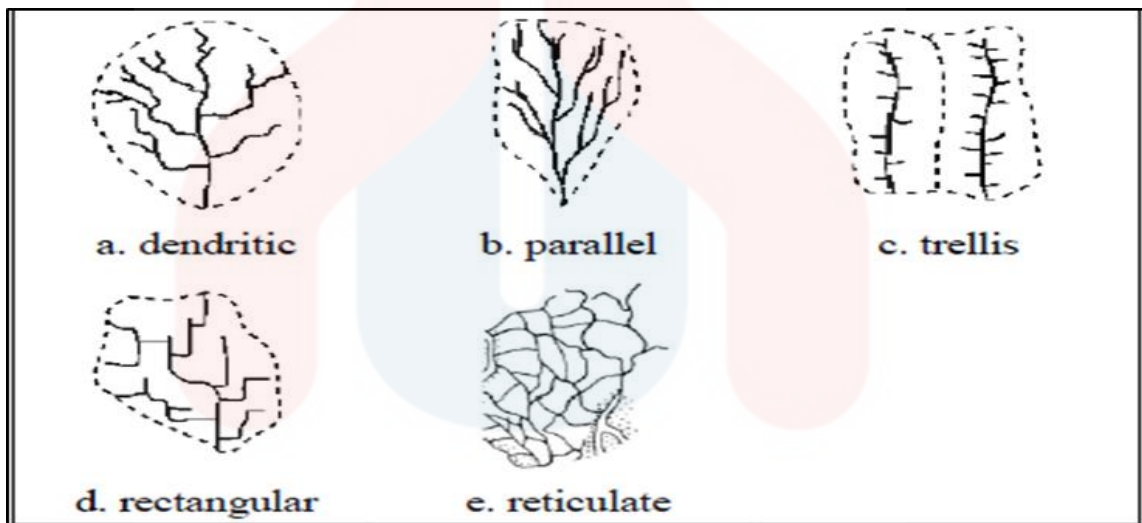 a. dendritic
b. parallel
c. trellis
d. rectangular
e. reticulate